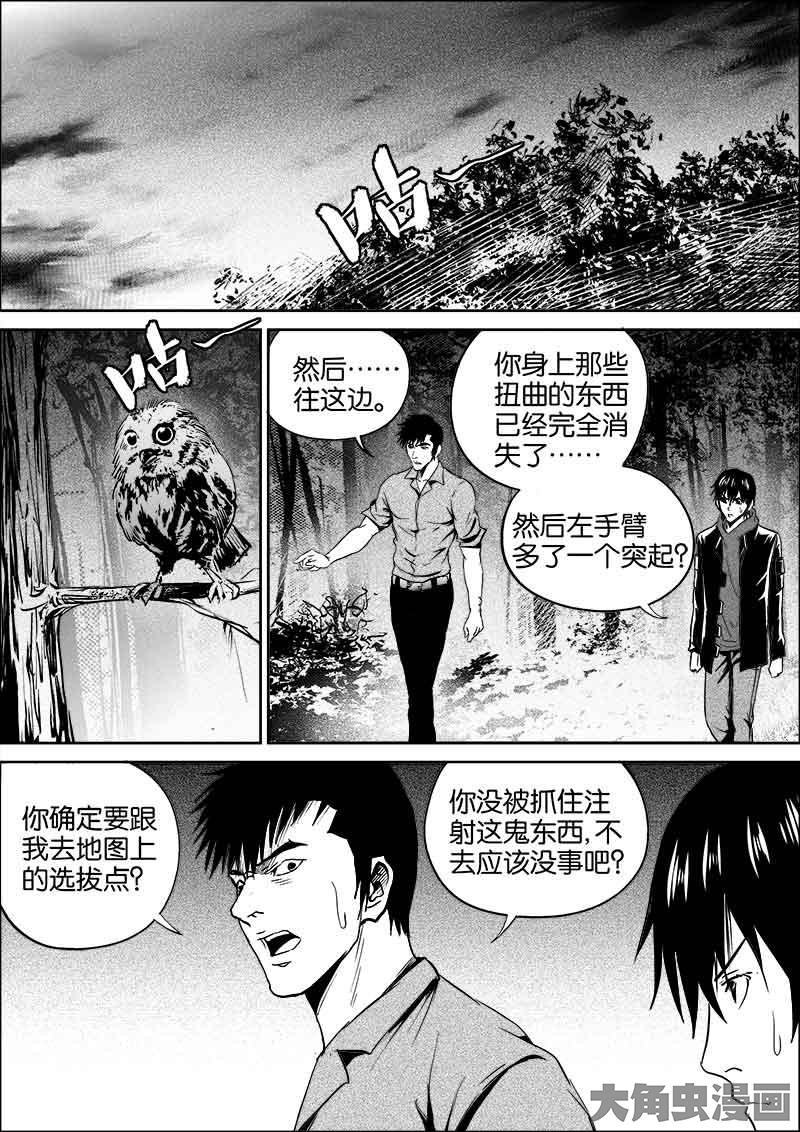 咕一
咕一
然后……
往这边。
你身上那些
扭曲的东西
已经完全消
失了……
然后左手臂
多了一个突起?
你确定要跟
我去地图上
的选拔点?
你没被抓住注
射这鬼东西,不
去应该没事吧?
大角虫漫画